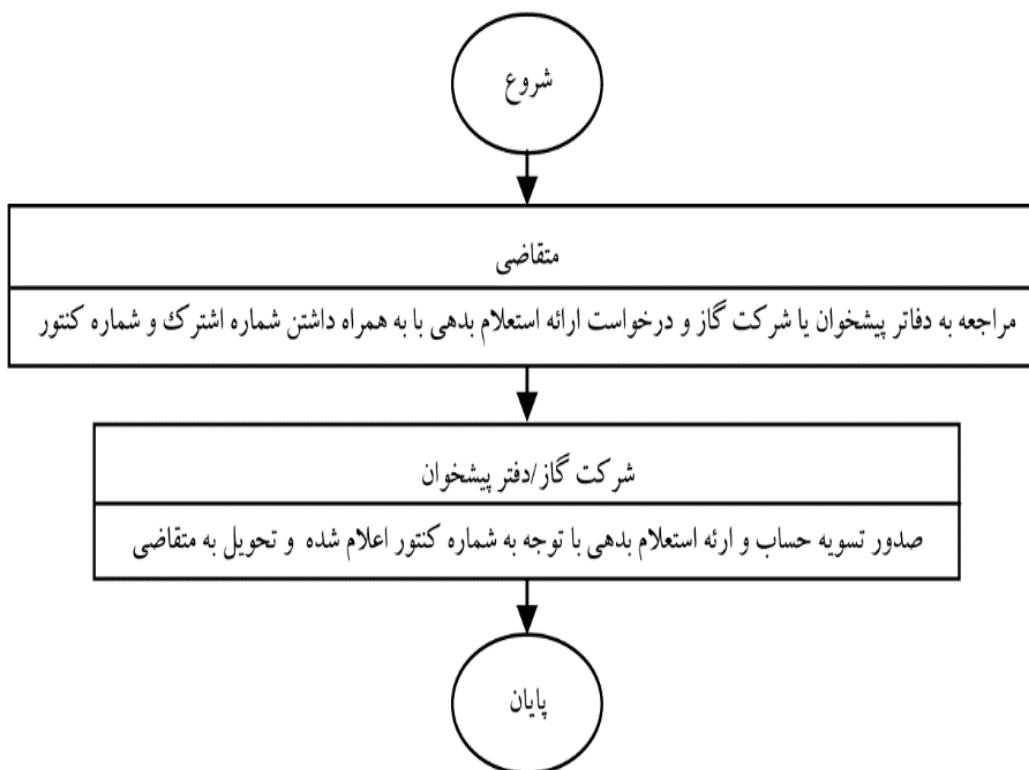 شروع
متقاضی
مراجعه به دفاتر پیشخوان یا شرکت گاز و درخواست ارائه استعلام بدهی با به همراه داشتن شماره اشترك و شماره کنتور
شرکت گاز/دفتر پیشخوان
صدور تسویه حساب و ارئه استعلام بدهی با توجه به شماره کنتور اعلام شده و تحویل به متقاضی
پایان